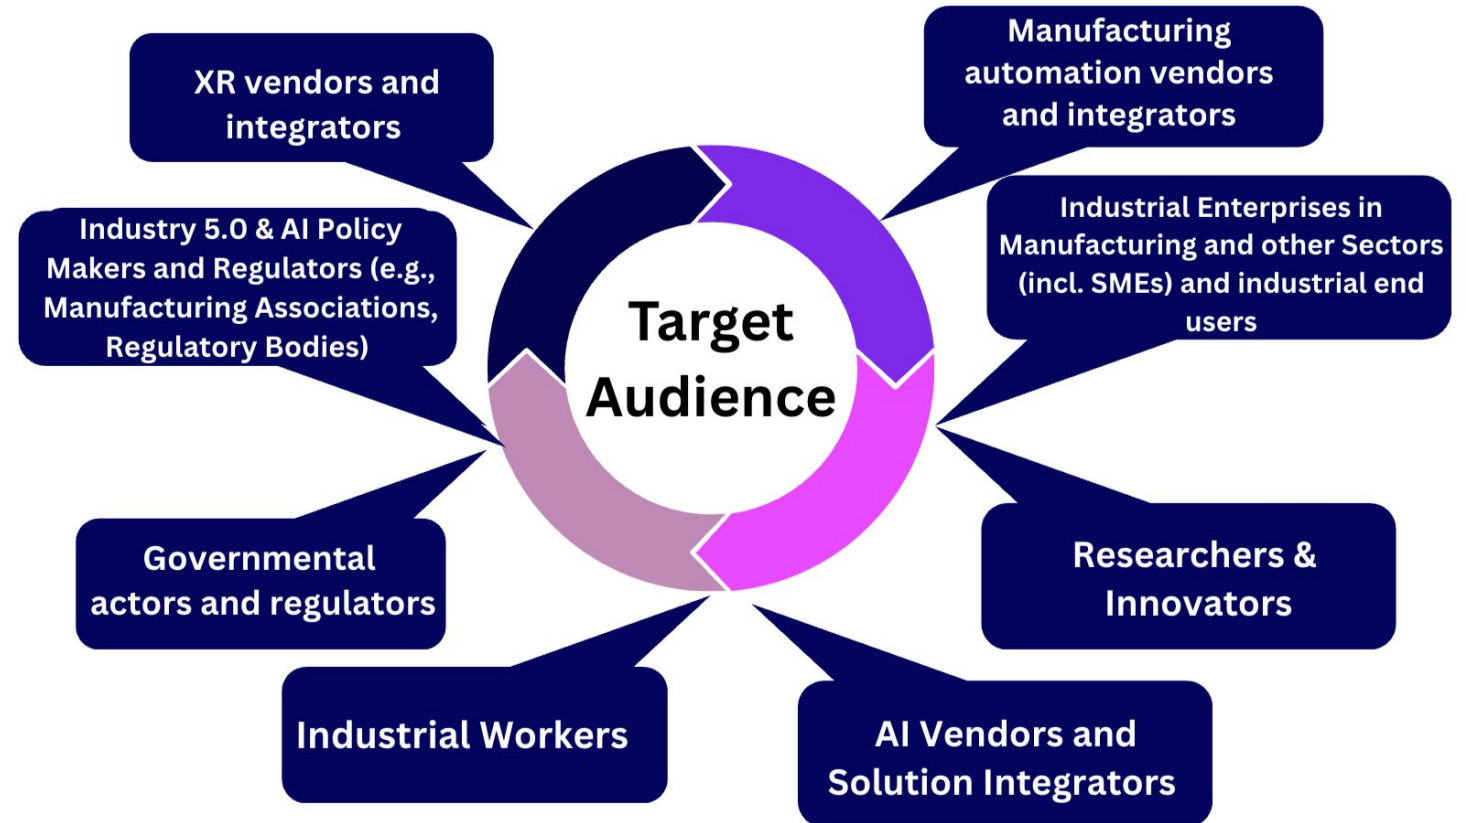 XR vendors and
integrators
Manufacturing
automation vendors
and integrators
Industry 5.0 & AI Policy
Makers and Regulators (e.g.,
Manufacturing Associations,
Regulatory Bodies)
Industrial Enterprises in
Manufacturing and other Sectors
(incl. SMEs) and industrial end
users
Target
Audience
Governmental
actors and regulators
Researchers &
Innovators
Industrial Workers
AI Vendors and
Solution Integrators